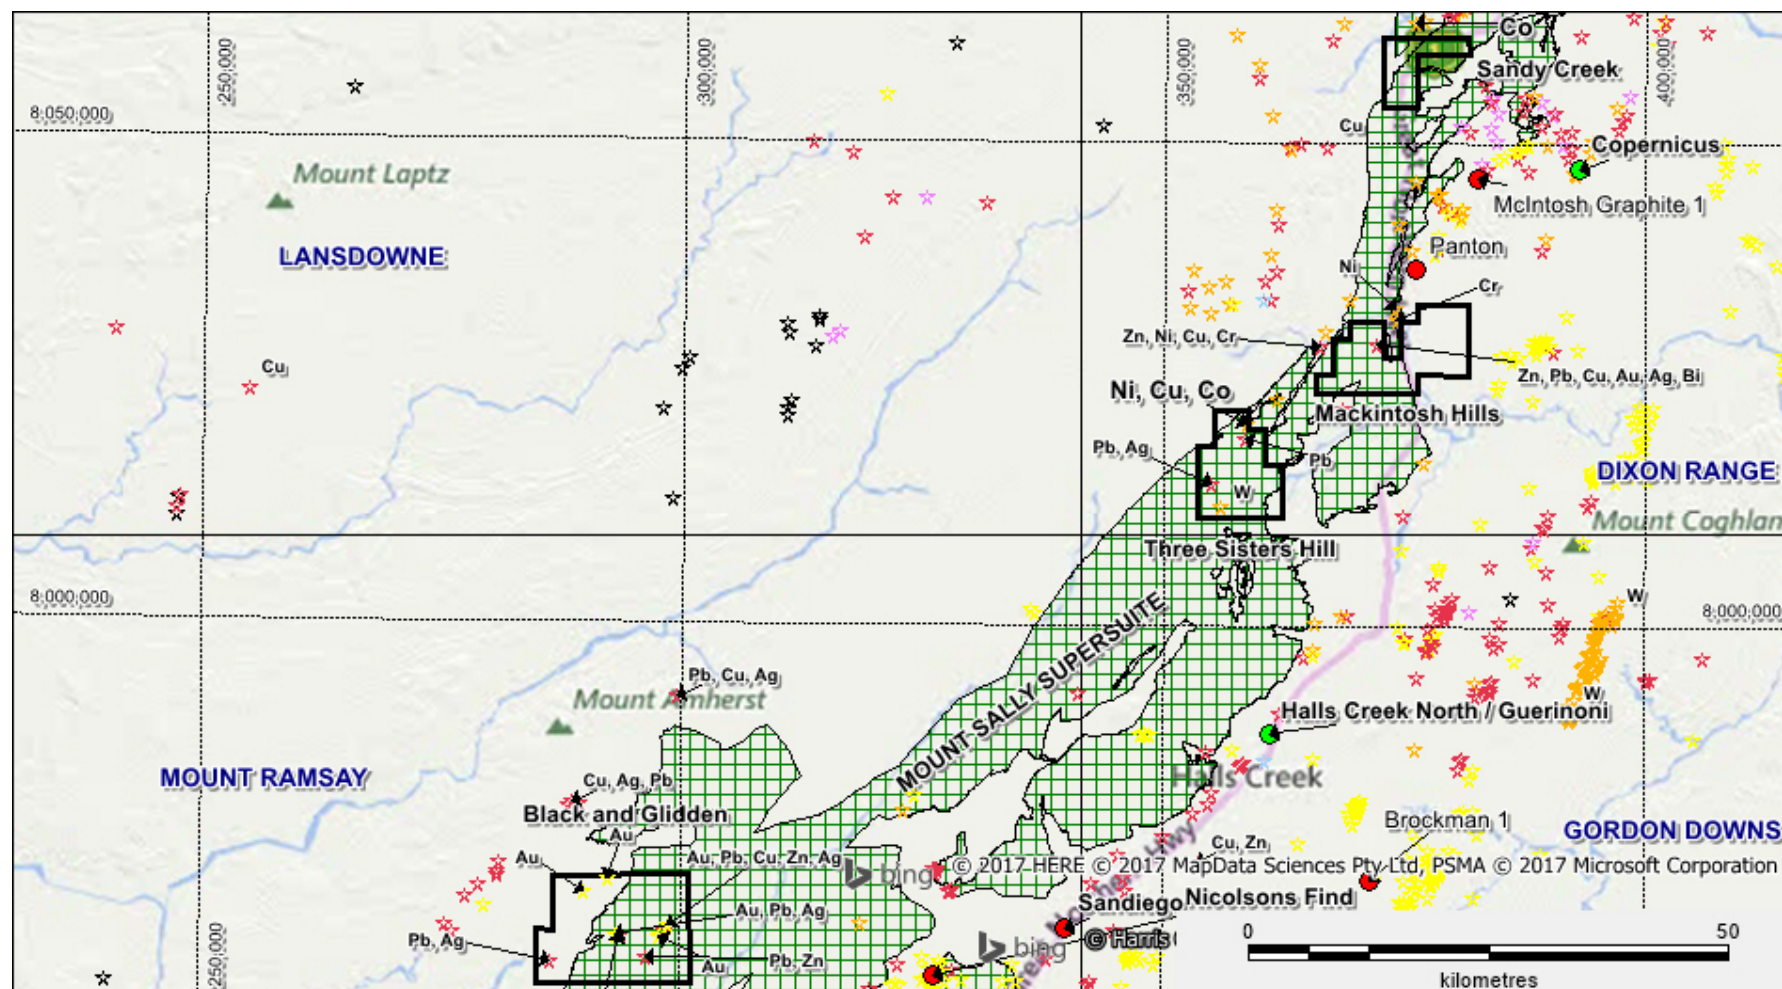 Co
Sandy Creek
250,000
300,000
350,000
400,000
8,050,000
Cu
Copernicus
Mount Laptz
McIntosh Graphite 1
LANSDOWNE
Panton
Ni
Cr
Zn, Ni, Cu, Cr
Cu
Zn, Pb, Cu, Au, Ag, Bi
Ni, Cu, Co
Mackintosh Hills
Pb, Ag
Pb
DIXON RANGE
W
Mount Coghlan
Three Sisters Hill
8,000,000
W
8,000,000
MOUNT SALLY SUPERSUITE
Pb, Cu, Ag
Mount Amherst
W
Halls Creek North / Guerinoni
MOUNT RAMSAY
Cu, Ag, Pb
Halls Creek
Black and Glidden
Brockman 1
Au
GORDON DOWNS
Cu, Zn
Hwy
Au
Au, Pb, Cu, Zn, Ag
bing
© 2017 HERE © 2017 MapData Sciences Pty Ltd, PSMA © 2017 Microsoft Corporation
Sandiego
Nicolsons Find
Au, Pb, Ag
Pb, Ag
bing
© Harris
0
50
250,000
Au
Pb, Zn
kilometres